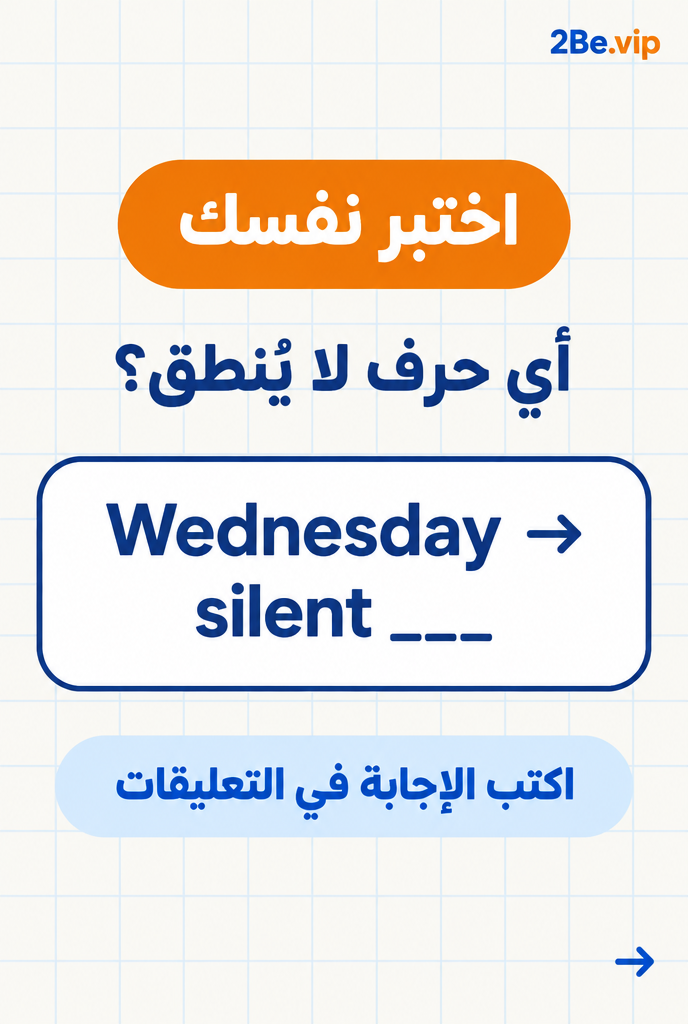 2Be.vip
اختبر نفسك
أي حرف لا يُنطق؟
Wednesday →
silent ___
اكتب الإجابة في التعليقات
→